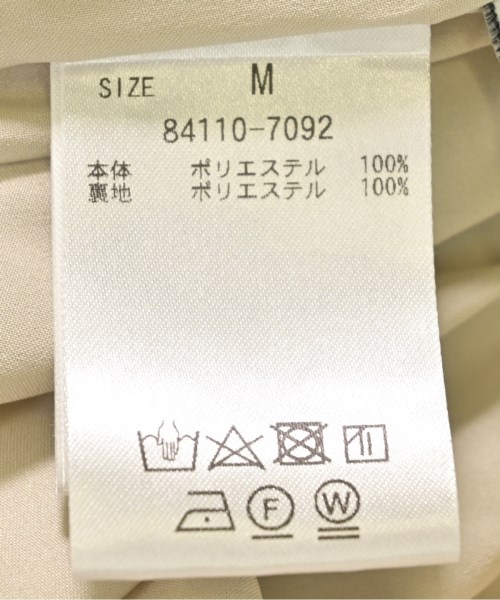 SIZE M
84110-7092
本体 ポリエステル 100%
裏地 ポリエステル 100%
F W